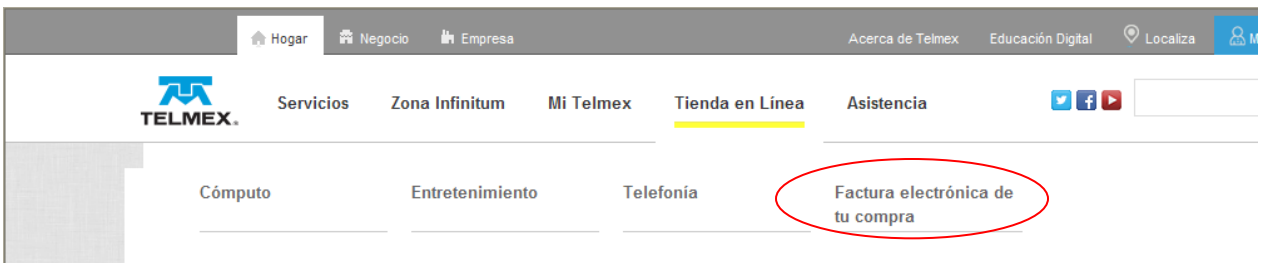 Hogar Negocio Empresa Acerca de Telmex Educación Digital Localiza
TELMEX. Servicios Zona Infinitum Mi Telmex Tienda en Línea Asistencia
Cómputo Entretenimiento Telefonía Factura electrónica de
tu compra